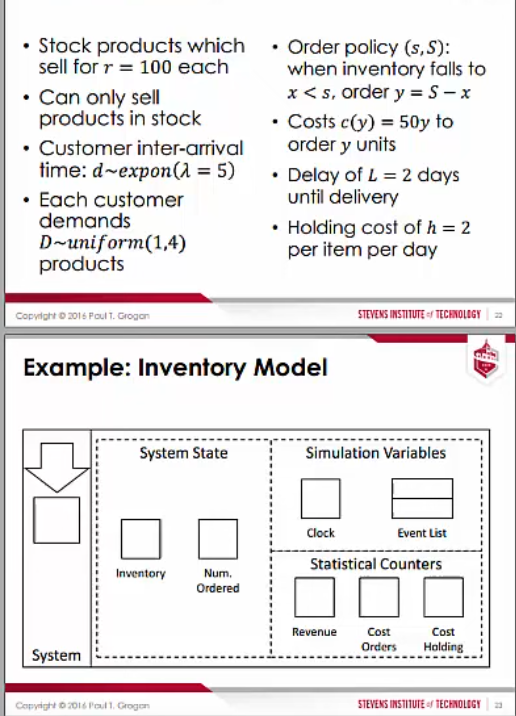 • Stock products which
sell for r = 100 each
• Can only sell
products in stock
• Customer inter-arrival
time: d~expon(λ = 5)
• Each customer
demands
D~uniform(1,4)
products
• Order policy (s,S):
when inventory falls to
x < s, order y = S − x
• Costs c(y) = 50y to
order y units
• Delay of L = 2 days
until delivery
• Holding cost of h = 2
per item per day
Copyright © 2016 Paul T. Grogan
STEVENS INSTITUTE of TECHNOLOGY | 22
Example: Inventory Model
System
System State
Inventory
Num.
Ordered
Simulation Variables
Clock
Event List
Statistical Counters
Revenue
Cost
Orders
Cost
Holding
Copyright © 2016 Paul T. Grogan
STEVENS INSTITUTE of TECHNOLOGY | 23